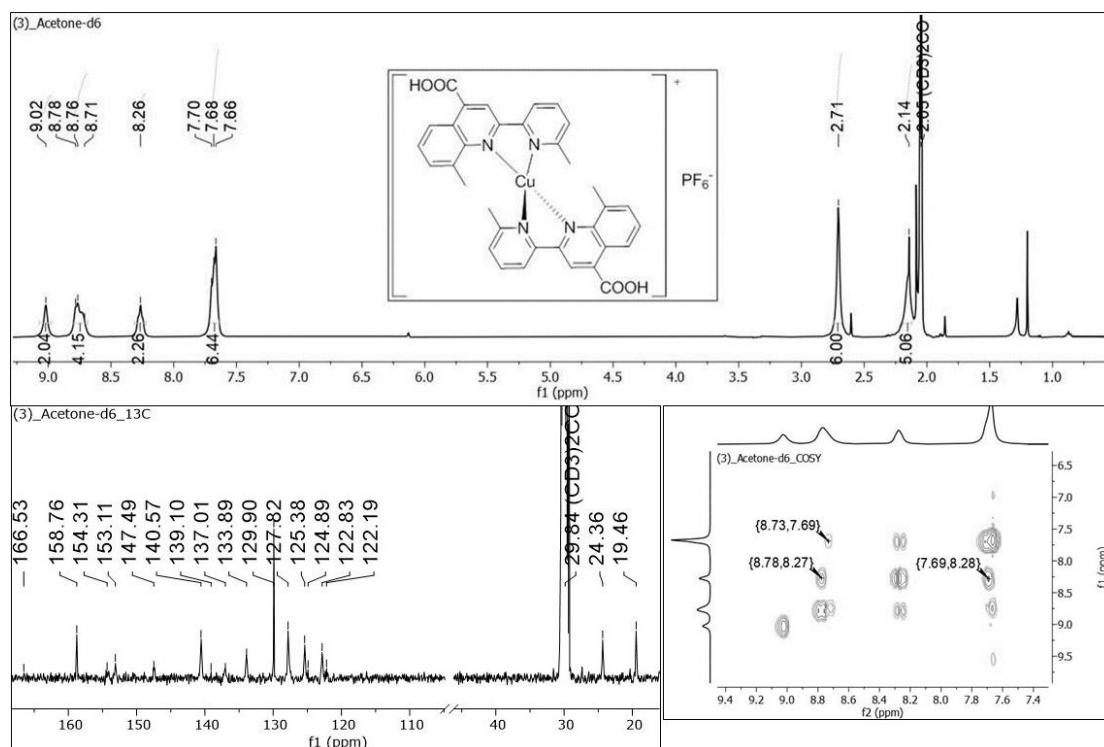 (3)_Acetone-d6
9.02
8.78
8.76
8.71
8.26
7.70
7.68
7.66
2.71
2.14
2.05 (CD3)2CO
HOOC
N
N
Cu
N
N
COOH
+
PF6-
2.04
4.15
2.26
6.44
6.00
5.06
9.0 8.5 8.0 7.5 7.0 6.5 6.0 5.5 5.0 4.5 4.0 3.5 3.0 2.5 2.0 1.5 1.0
f1 (ppm)
(3)_Acetone-d6_13C
166.53
158.76
154.31
153.11
147.49
140.57
139.10
137.01
133.89
129.90
127.82
125.38
124.89
122.83
122.19
29.84 (CD3)2CO
24.36
19.46
160 150 140 130 120 110 30 20
f1 (ppm)
(3)_Acetone-d6_COSY
{8.73,7.69}
{8.78,8.27}
{7.69,8.28}
6.5
7.0
7.5
8.0
8.5
9.0
9.5
f1 (ppm)
9.4 9.2 9.0 8.8 8.6 8.4 8.2 8.0 7.8 7.6 7.4
f2 (ppm)